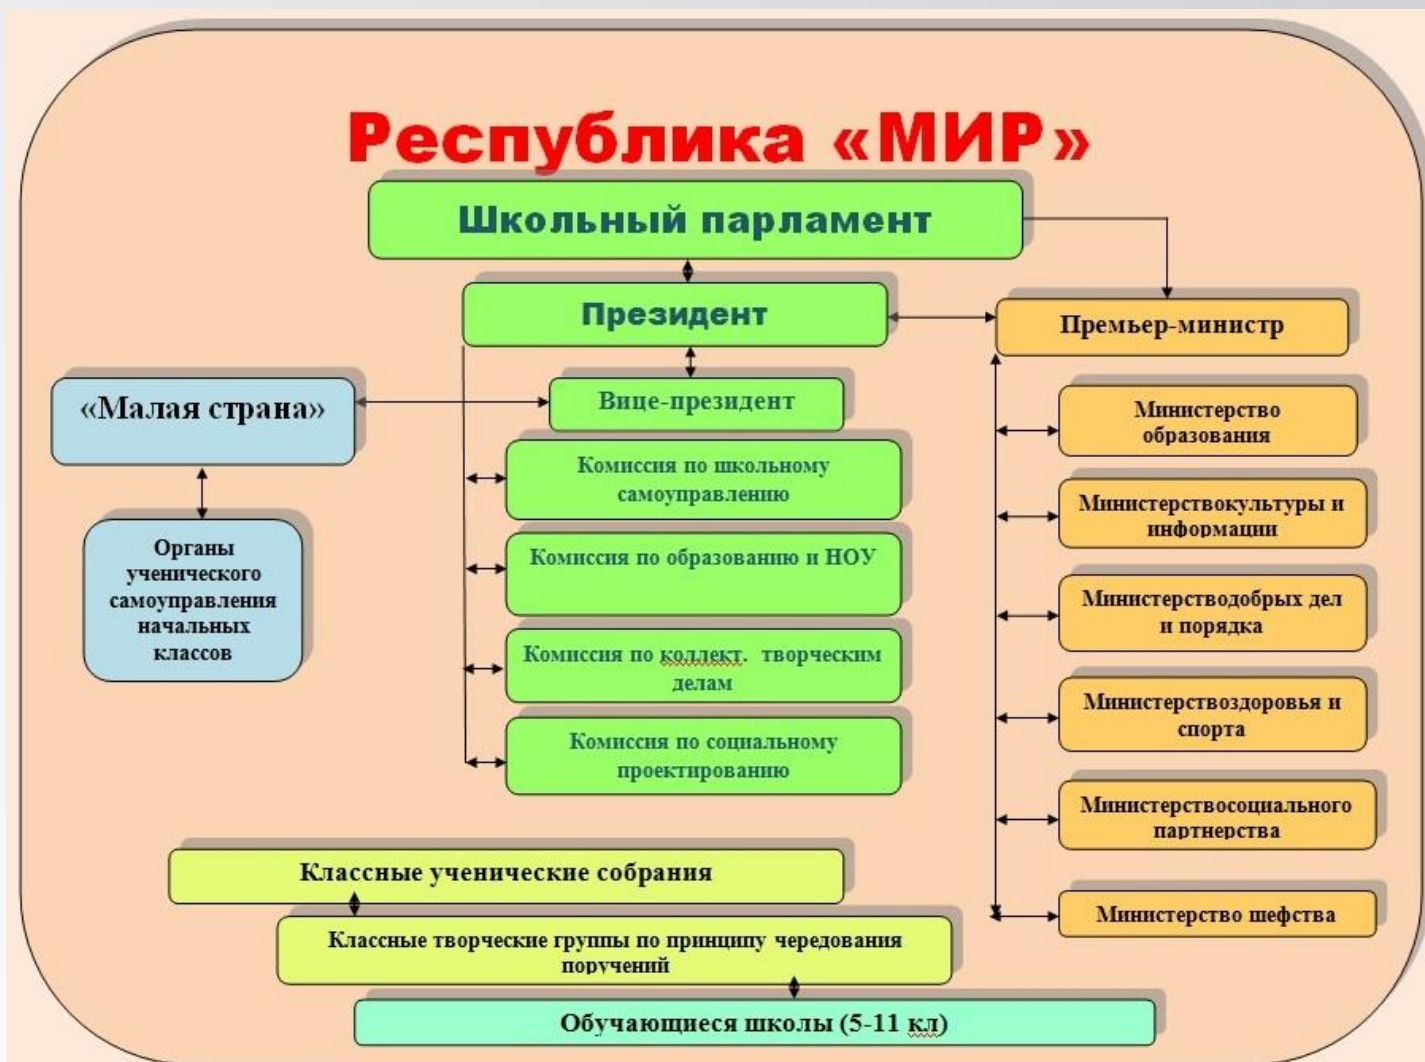 Республика «МИР»
Школьный парламент
Президент
Премьер-министр
«Малая страна»
Вице-президент
Министерство
образования
Комиссия по школьному
самоуправлению
Министерствокультуры и
информации
Органы
ученического
самоуправления
начальных
классов
Комиссия по образованию и НОУ
Министерстводобрых дел
и порядка
Комиссия по коллект. творческим
делам
Министерствоздоровья и
спорта
Комиссия по социальному
проектированию
Министерствосоциального
партнерства
Классные ученические собрания
Министерство шефства
Классные творческие группы по принципу чередования
поручений
Обучающиеся школы (5-11 кл)